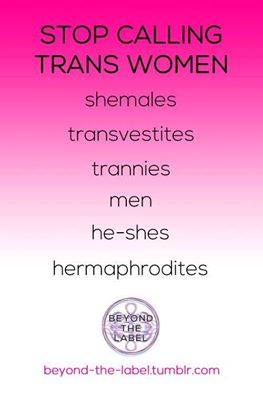 STOP CALLING
TRANS WOMEN
shemales
transvestites
trannies
men
he-shes
hermaphrodites
BEYOND
THE
LABEL
beyond-the-label.tumblr.com